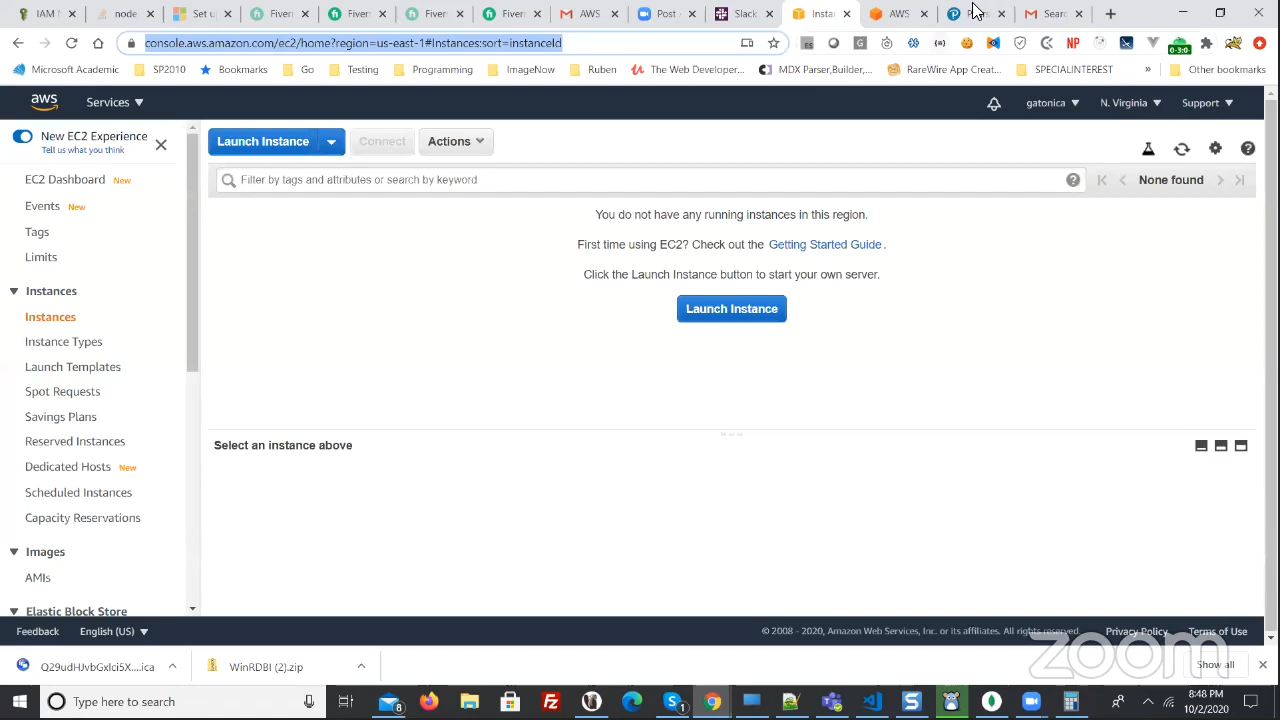 IAM M
node
Set u
Fiverr
Fiverr
Fiverr
Fiverr
AWS
Post A
Slack
Instan
AWS
Searc
console.aws.amazon.com/ec2/home?region=us-east-1#Instances:sort=instanceId
Microsoft Academic
SP2010
Bookmarks
Go
Testing
Programming
ImageNow
Ruben
The Web Developer...
MDX Parser,Builder,...
RareWire App Creat...
SPECIALINTEREST
»
Other bookmarks
aws
Services
gatonica
N. Virginia
Support
New EC2 Experience
Tell us what you think
EC2 Dashboard New
Events New
Tags
Limits
Instances
Instances
Instance Types
Launch Templates
Spot Requests
Savings Plans
Reserved Instances
Dedicated Hosts New
Scheduled Instances
Capacity Reservations
Images
AMIs
Elastic Block Store
Launch Instance
Connect
Actions
Filter by tags and attributes or search by keyword
None found
You do not have any running instances in this region.
First time using EC2? Check out the Getting Started Guide .
Click the Launch Instance button to start your own server.
Launch Instance
Select an instance above
Feedback
English (US)
© 2008 - 2020, Amazon Web Services, Inc. or its affiliates. All rights reserved.
Privacy Policy
Terms of Use
zoom
Q29udHJvbGxlci5X....ica
WinRDBI (2).zip
Show all
Type here to search
8:48 PM
10/2/2020